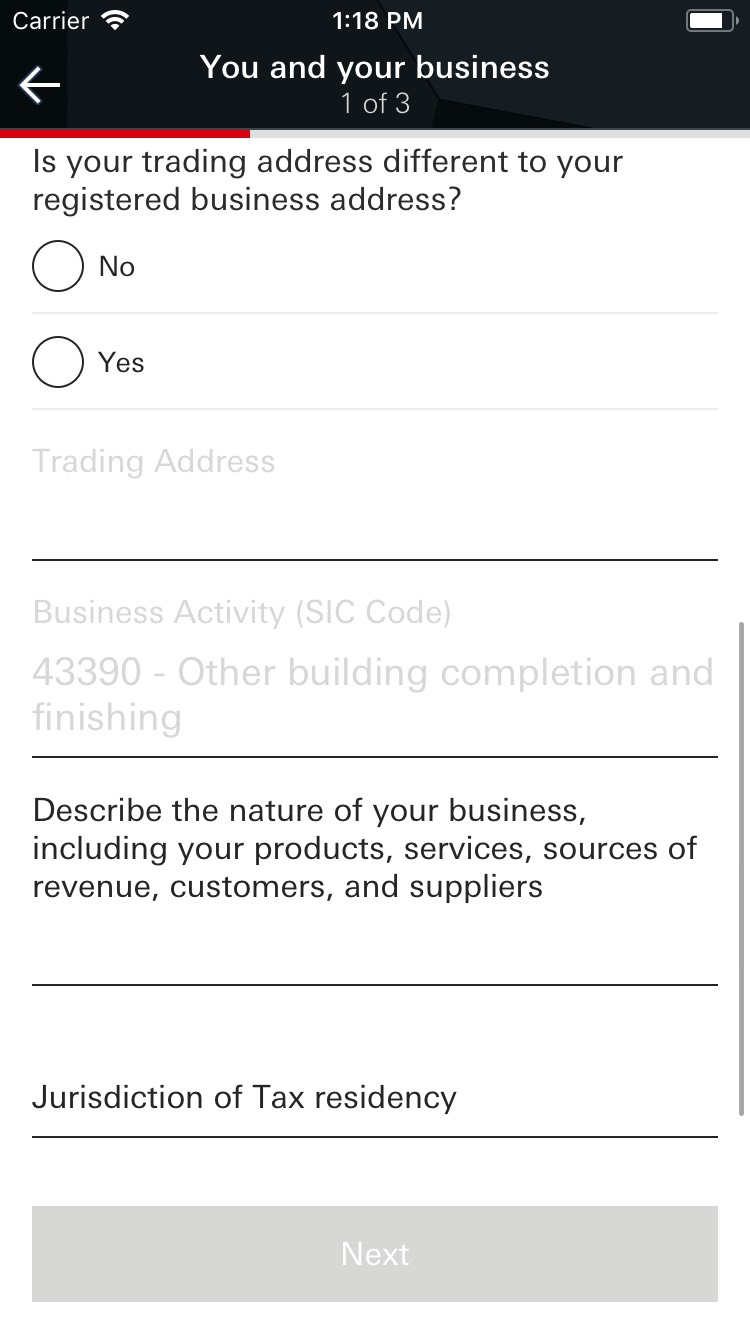 Carrier 1:18 PM
You and your business
1 of 3
Is your trading address different to your
registered business address?
No
Yes
Trading Address
Business Activity (SIC Code)
43390 - Other building completion and
finishing
Describe the nature of your business,
including your products, services, sources of
revenue, customers, and suppliers
Jurisdiction of Tax residency
Next